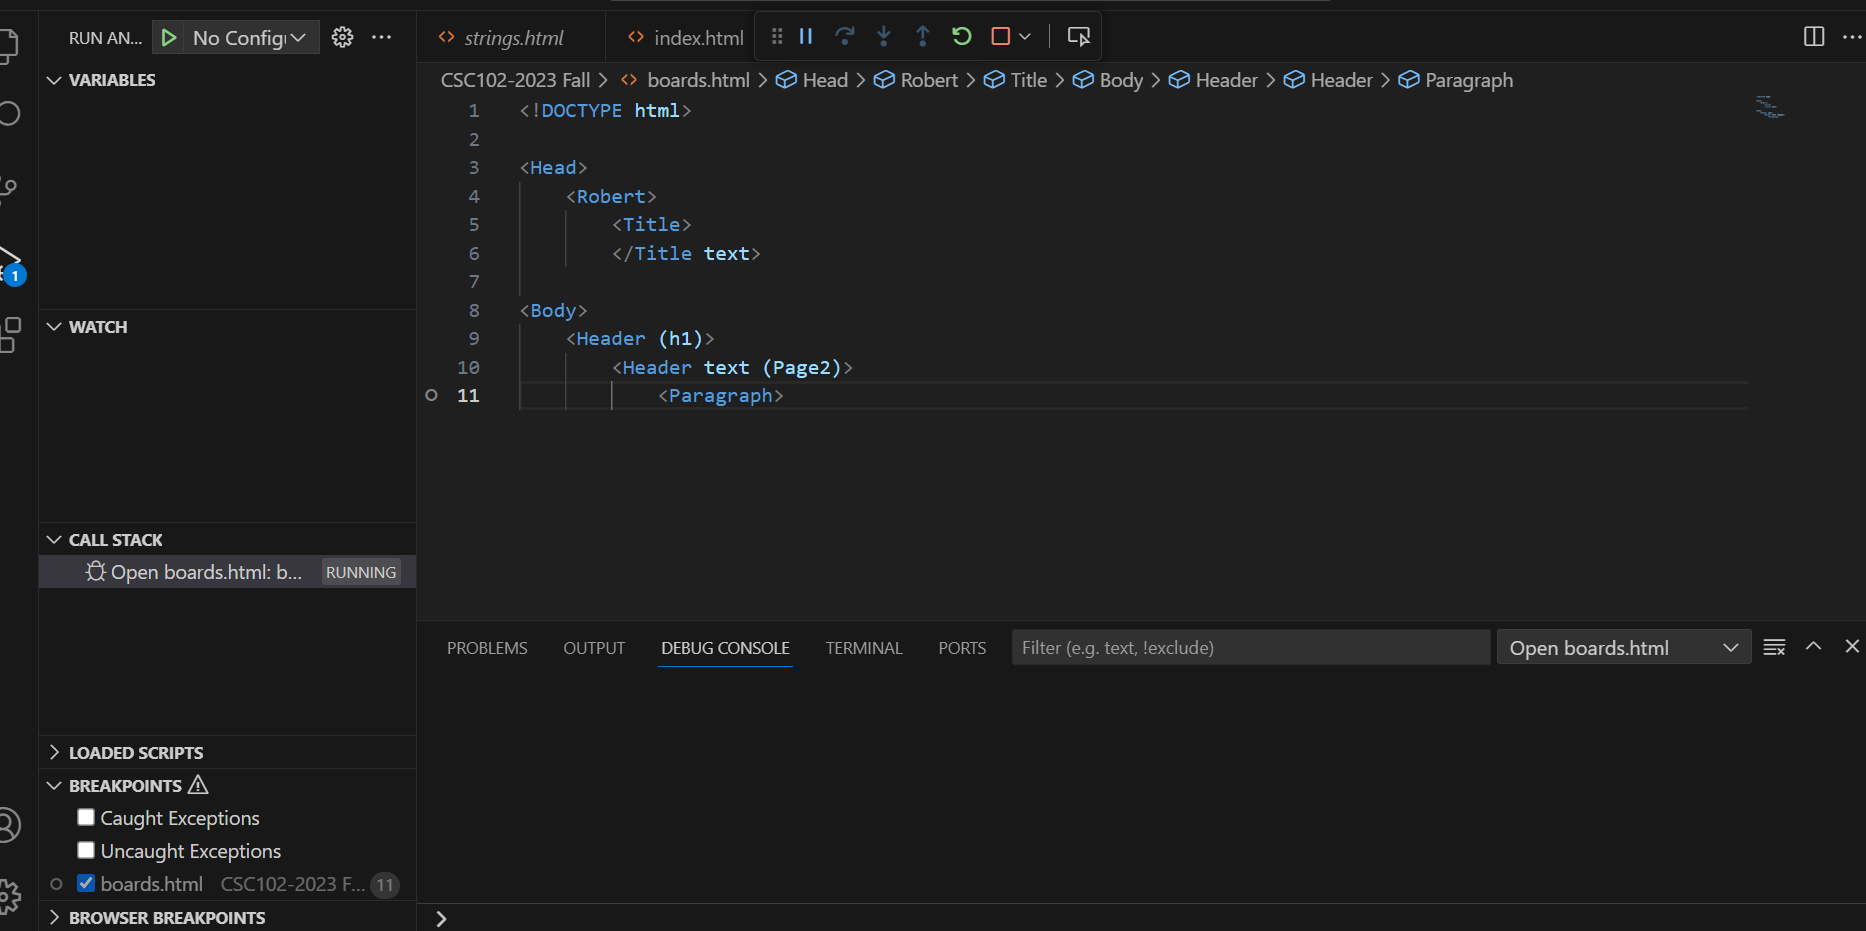 RUN AN...
No Config
strings.html
index.html
VARIABLES
CSC102-2023 Fall > boards.html > Head > Robert > Title > Body > Header > Header > Paragraph
1 <!DOCTYPE html>
2
3 <Head>
4 <Robert>
5 <Title>
6 </Title text>
7
8 <Body>
9 <Header (h1)>
10 <Header text (Page2)>
11 <Paragraph>
1
WATCH
CALL STACK
Open boards.html: b... RUNNING
PROBLEMS OUTPUT DEBUG CONSOLE TERMINAL PORTS Filter (e.g. text, !exclude) Open boards.html
LOADED SCRIPTS
BREAKPOINTS
Caught Exceptions
Uncaught Exceptions
boards.html CSC102-2023 F... 11
BROWSER BREAKPOINTS
>